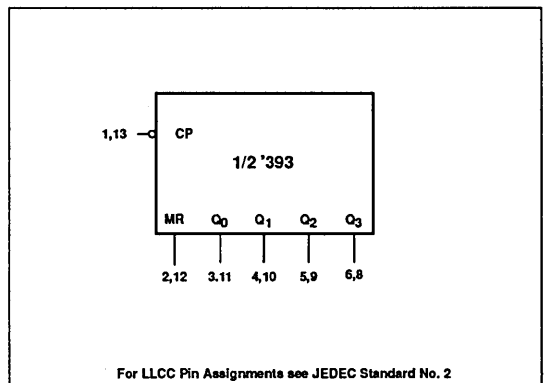 1,13 CP
1/2 '393
MR Q0 Q1 Q2 Q3
2,12 3.11 4,10 5,9 6,8
For LLCC Pin Assignments see JEDEC Standard No. 2